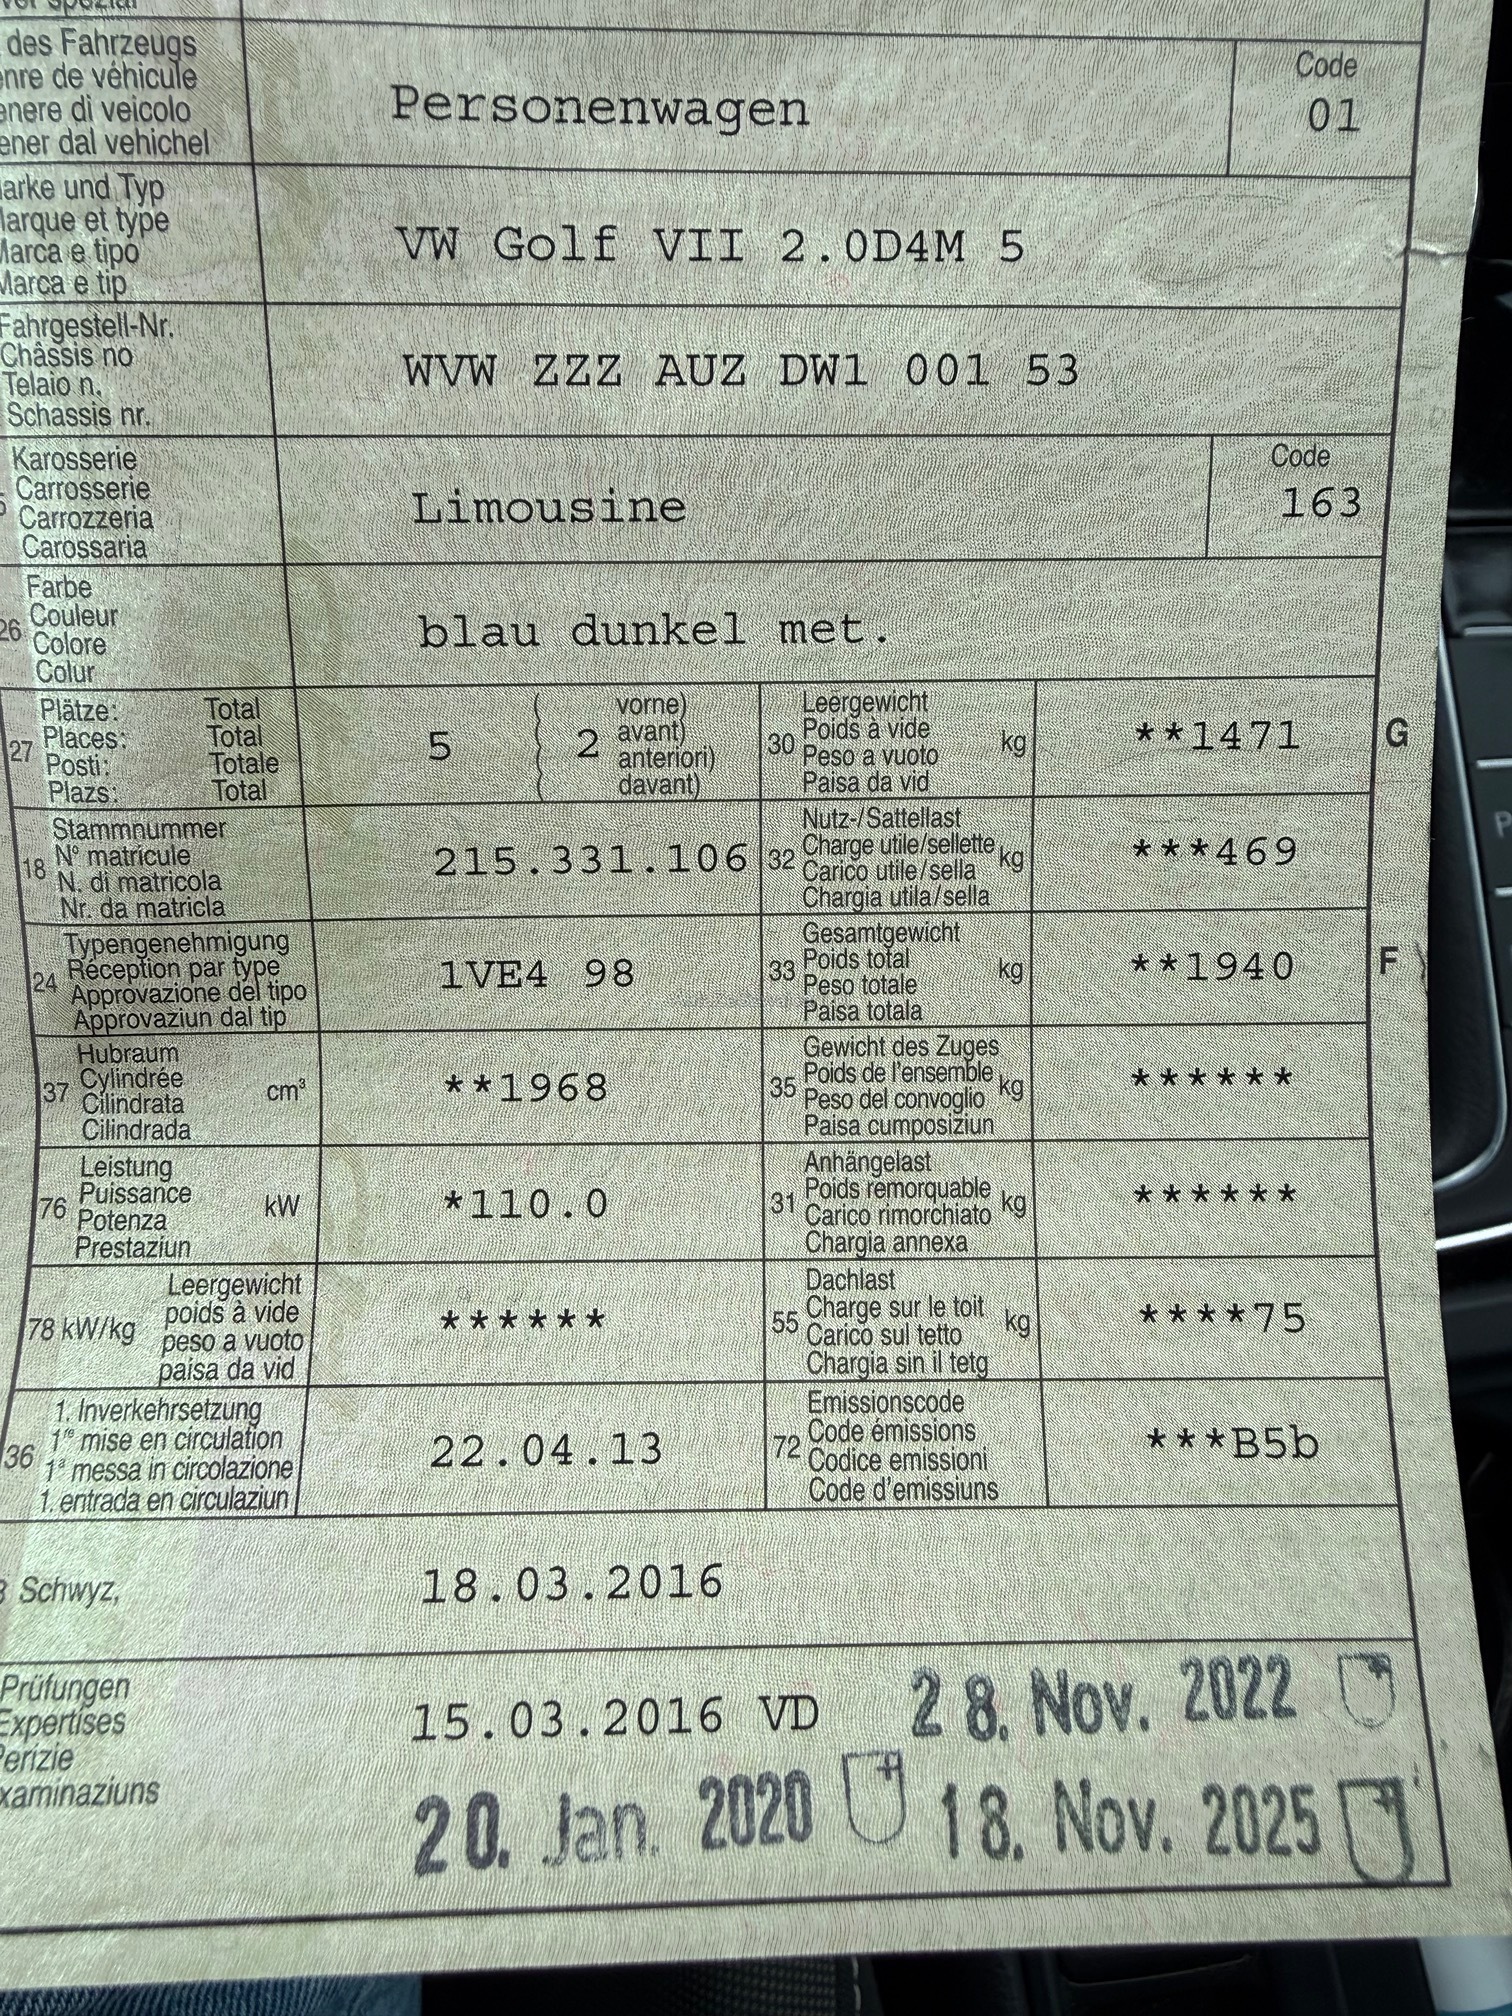 des Fahrzeugs
nre de véhicule
enere di veicolo
ener dal vehichel
Personenwagen
Code
01
arke und Typ
Marque et type
Marca e tipo
Marca e tip
VW Golf VII 2.0D4M 5
Fahrgestell-Nr.
Châssis no
Telaio n.
Schassis nr.
WVW ZZZ AUZ DW1 001 53
Karosserie
Carrosserie
Carrozzeria
Carossaria
Limousine
Code
163
26
Farbe
Couleur
Colore
Colur
blau dunkel met.
27
Plätze: Total
Places: Total
Posti: Totale
Plazs: Total
5 ( 2
vorne)
avant)
anteriori)
davant)
30
Leergewicht
Poids à vide
Peso a vuoto
Paisa da vid
kg
**1471
G
18
Stammnummer
N° matricule
N. di matricola
Nr. da matricla
215.331.106
32
Nutz-/Sattellast
Charge utile/sellette
Carico utile/sella
Chargia utila/sella
kg
***469
24
Typengenehmigung
Réception par type
Approvazione del tipo
Approvaziun dal tip
1VE4 98
33
Gesamtgewicht
Poids total
Peso totale
Paisa totala
kg
**1940
F
37
Hubraum
Cylindrée
Cilindrata
Cilindrada
cm³
**1968
35
Gewicht des Zuges
Poids de l'ensemble
Peso del convoglio
Paisa cumposiziun
kg
******
76
Leistung
Puissance
Potenza
Prestaziun
kW
*110.0
31
Anhängelast
Poids remorquable
Carico rimorchiato
Chargia annexa
kg
******
78 kW/kg
Leergewicht
poids à vide
peso a vuoto
paisa da vid
******
55
Dachlast
Charge sur le toit
Carico sul tetto
Chargia sin il tetg
kg
****75
36
1. Inverkehrsetzung
1re mise en circulation
1a messa in circolazione
1. entrada en circulaziun
22.04.13
72
Emissionscode
Code émissions
Codice emissioni
Code d'emissiuns
***B5b
Schwyz,
18.03.2016
Prüfungen
Expertises
Perizie
xaminaziuns
15.03.2016 VD
28. Nov. 2022
20. Jan. 2020
18. Nov. 2025